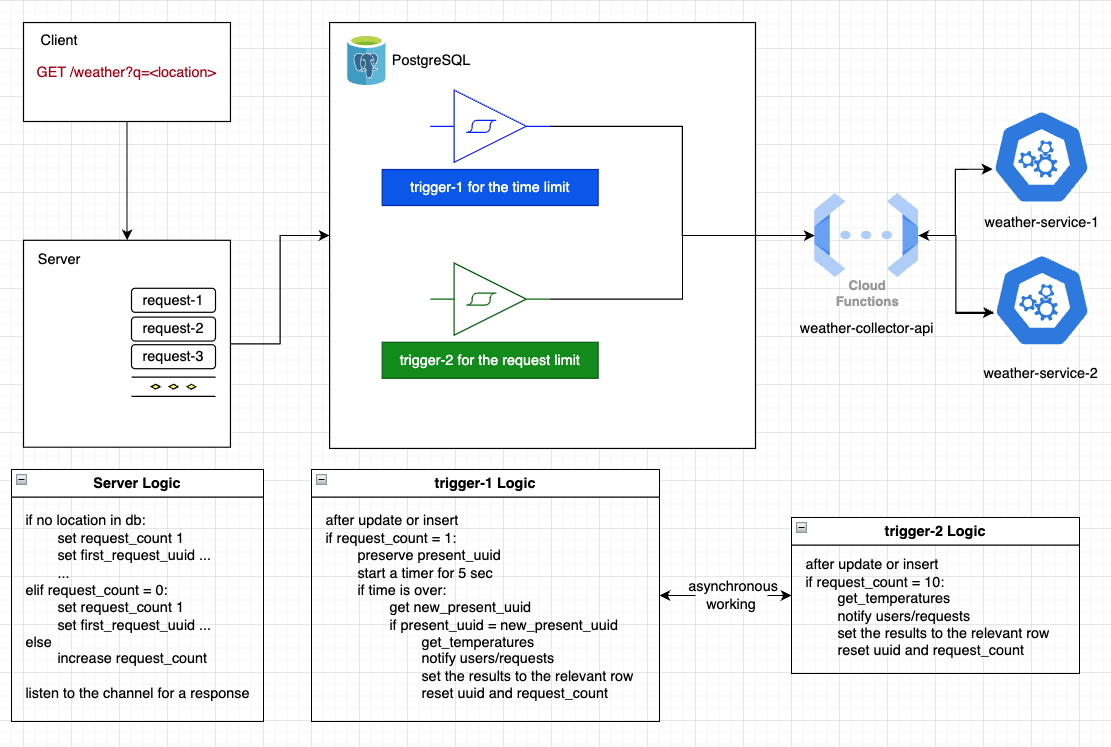 Client
GET /weather?q=<location>
PostgreSQL
trigger-1 for the time limit
weather-service-1
Server
request-1
request-2
request-3
trigger-2 for the request limit
Cloud
Functions
weather-collector-api
weather-service-2
Server Logic
if no location in db:
set request_count 1
set first_request_uuid ...
...
elif request_count = 0:
set request_count 1
set first_request_uuid ...
else
increase request_count
listen to the channel for a response
trigger-1 Logic
after update or insert
if request_count = 1:
preserve present_uuid
start a timer for 5 sec
if time is over:
get new_present_uuid
if present_uuid = new_present_uuid
get_temperatures
notify users/requests
set the results to the relevant row
reset uuid and request_count
asynchronous
working
trigger-2 Logic
after update or insert
if request_count = 10:
get_temperatures
notify users/requests
set the results to the relevant row
reset uuid and request_count